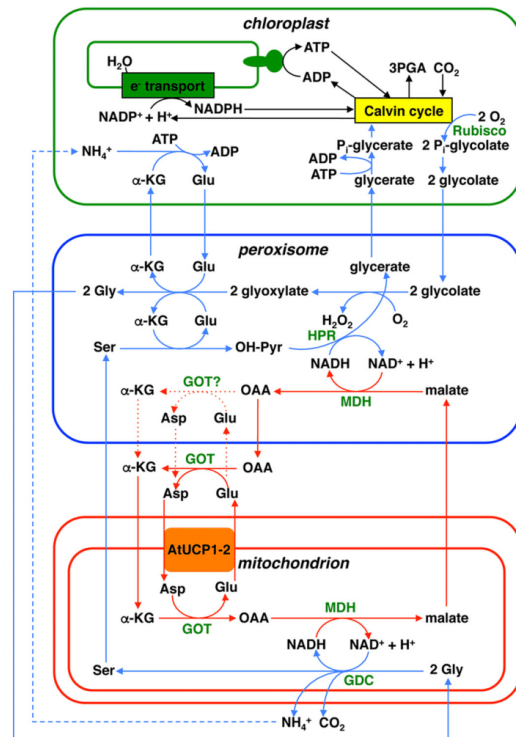 chloroplast
ATP
H₂O
3PGA CO₂
e⁻ transport
ADP
NADPH
Calvin cycle
2 O₂
NADP⁺ + H⁺
Rubisco
ATP
Pᵢ-glycerate 2 Pᵢ-glycolate
NH₄⁺
ADP
ADP
ATP
α-KG Glu
glycerate 2 glycolate
peroxisome
α-KG Glu
glycerate
2 Gly
2 glyoxylate
2 glycolate
α-KG Glu
H₂O₂ O₂
HPR
Ser
OH-Pyr
NADH NAD⁺ + H⁺
GOT?
α-KG
OAA
malate
MDH
Asp Glu
GOT
α-KG
OAA
Asp Glu
AtUCP1-2
mitochondrion
Asp Glu
MDH
α-KG
OAA
malate
GOT
NADH NAD⁺ + H⁺
Ser
2 Gly
GDC
NH₄⁺ CO₂